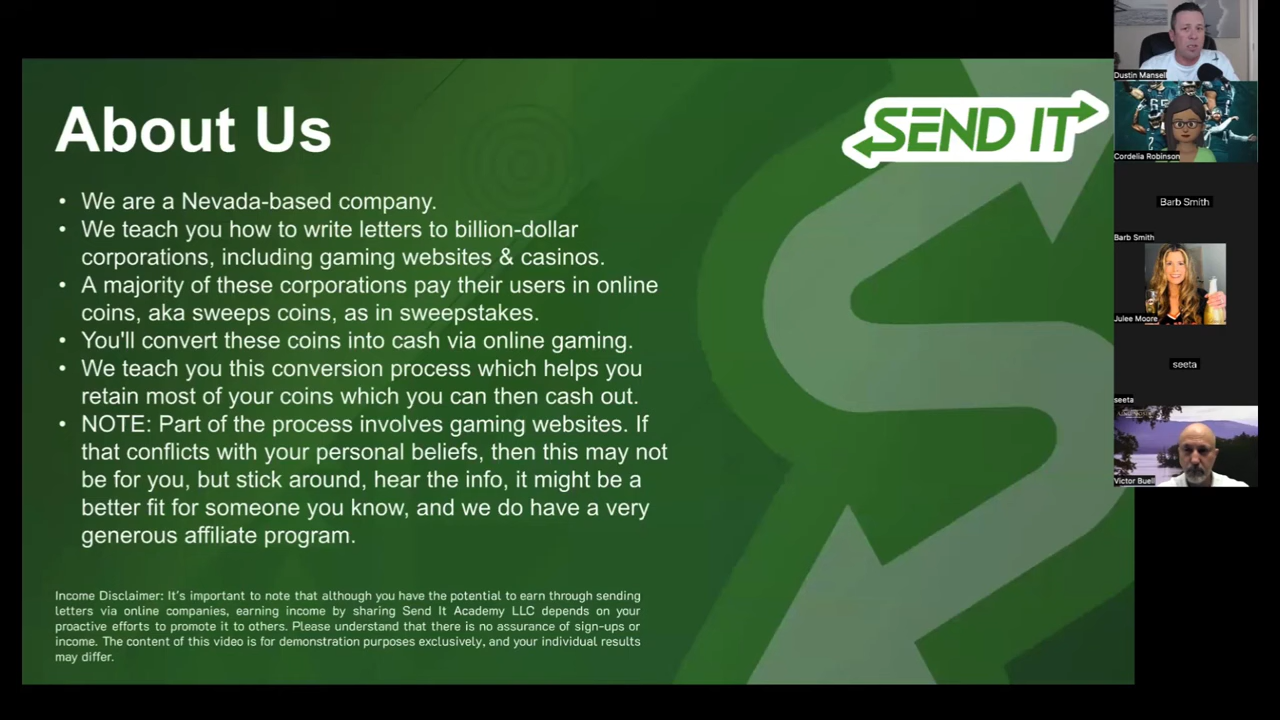 About Us
SEND IT
• We are a Nevada-based company.
• We teach you how to write letters to billion-dollar
corporations, including gaming websites & casinos.
• A majority of these corporations pay their users in online
coins, aka sweeps coins, as in sweepstakes.
• You'll convert these coins into cash via online gaming.
• We teach you this conversion process which helps you
retain most of your coins which you can then cash out.
• NOTE: Part of the process involves gaming websites. If
that conflicts with your personal beliefs, then this may not
be for you, but stick around, hear the info, it might be a
better fit for someone you know, and we do have a very
generous affiliate program.
Income Disclaimer: It's important to note that although you have the potential to earn through sending
letters via online companies, earning income by sharing Send It Academy LLC depends on your
proactive efforts to promote it to others. Please understand that there is no assurance of sign-ups or
income. The content of this video is for demonstration purposes exclusively, and your individual results
may differ.
Dustin Mansell
Cordelia Robinson
Barb Smith
Barb Smith
Julee Moore
seeta
seeta
Victor Buell